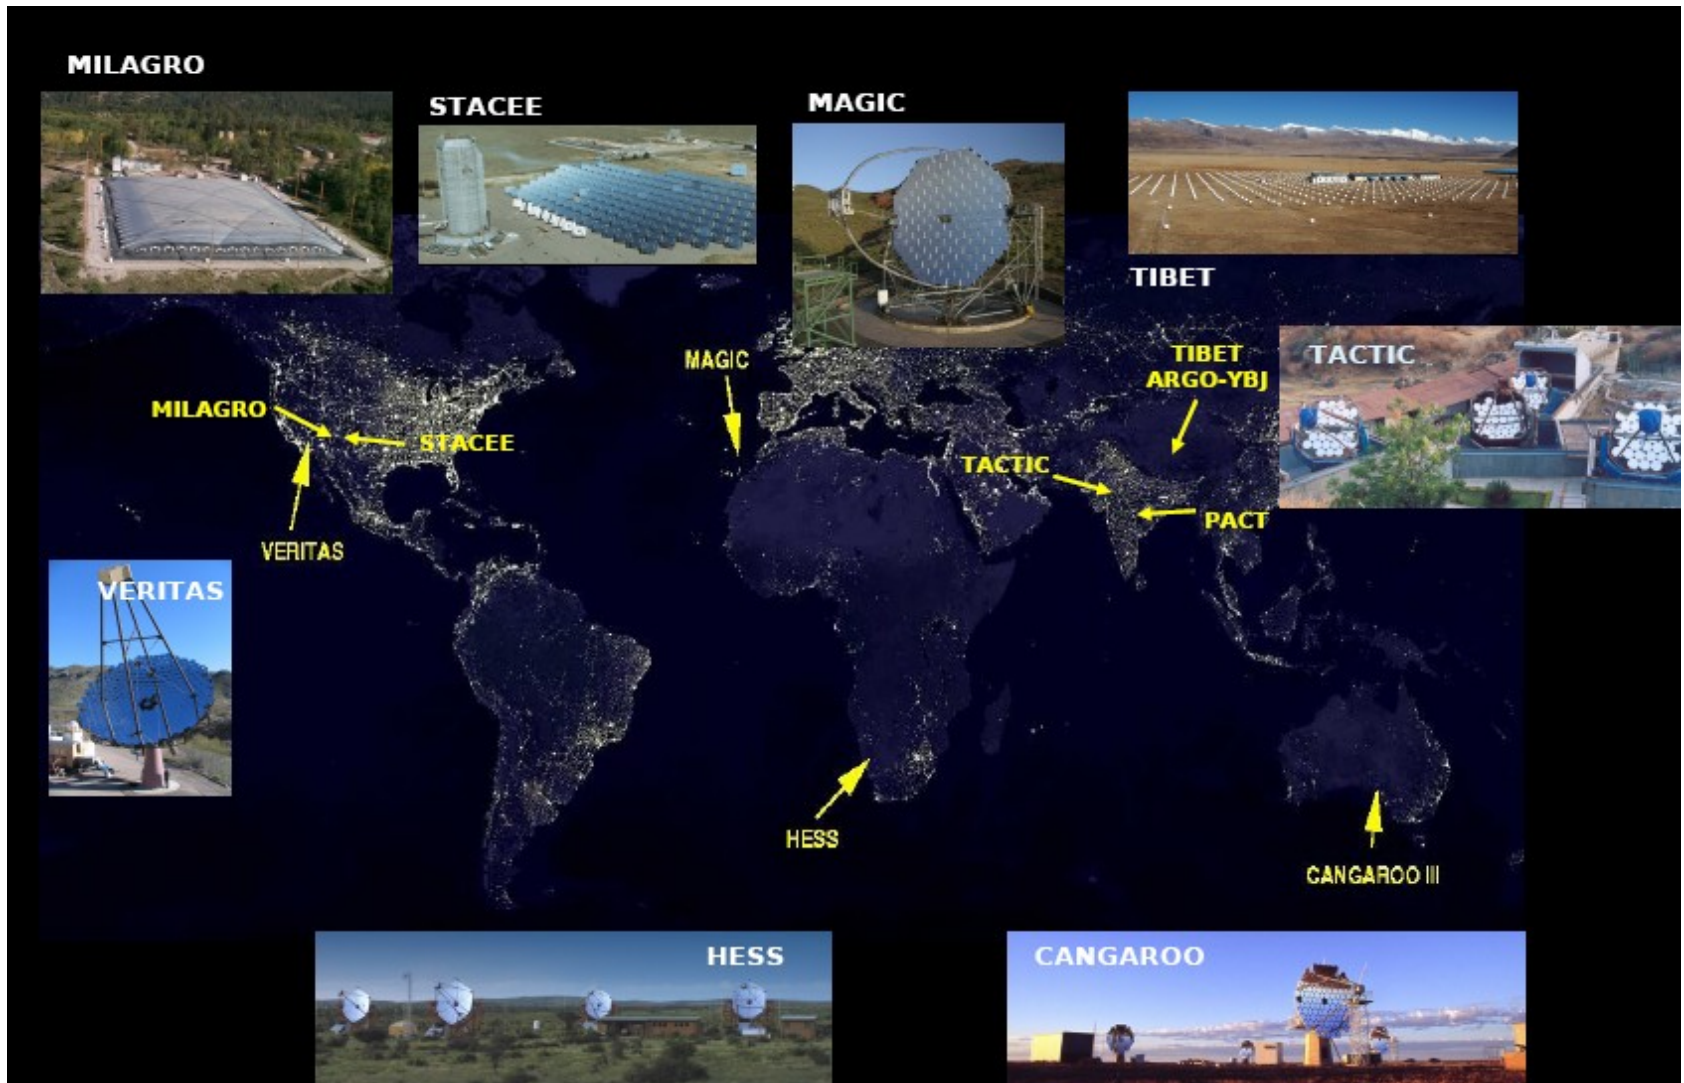 MILAGRO
STACEE
MAGIC
TIBET
TACTIC
MAGIC
TIBET
ARGO-YBJ
MILAGRO
STACEE
TACTIC
PACT
VERITAS
VERITAS
HESS
CANGAROO III
HESS
CANGAROO